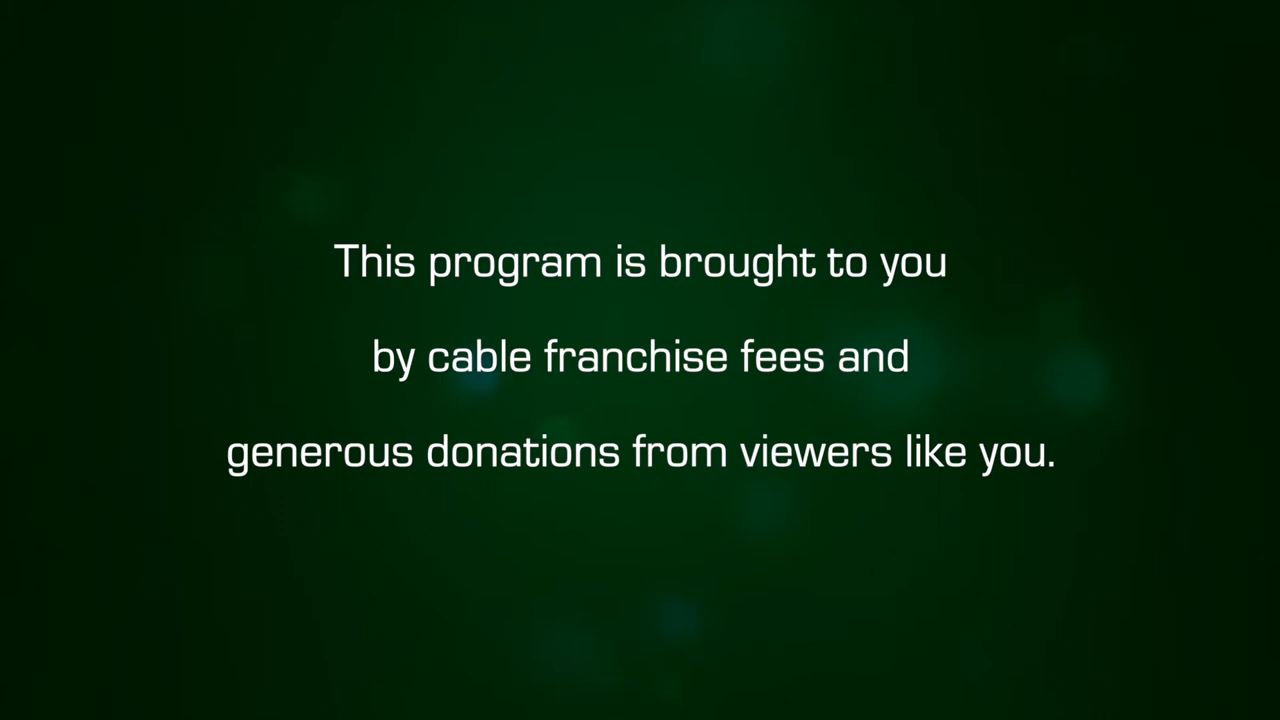 This program is brought to you
by cable franchise fees and
generous donations from viewers like you.